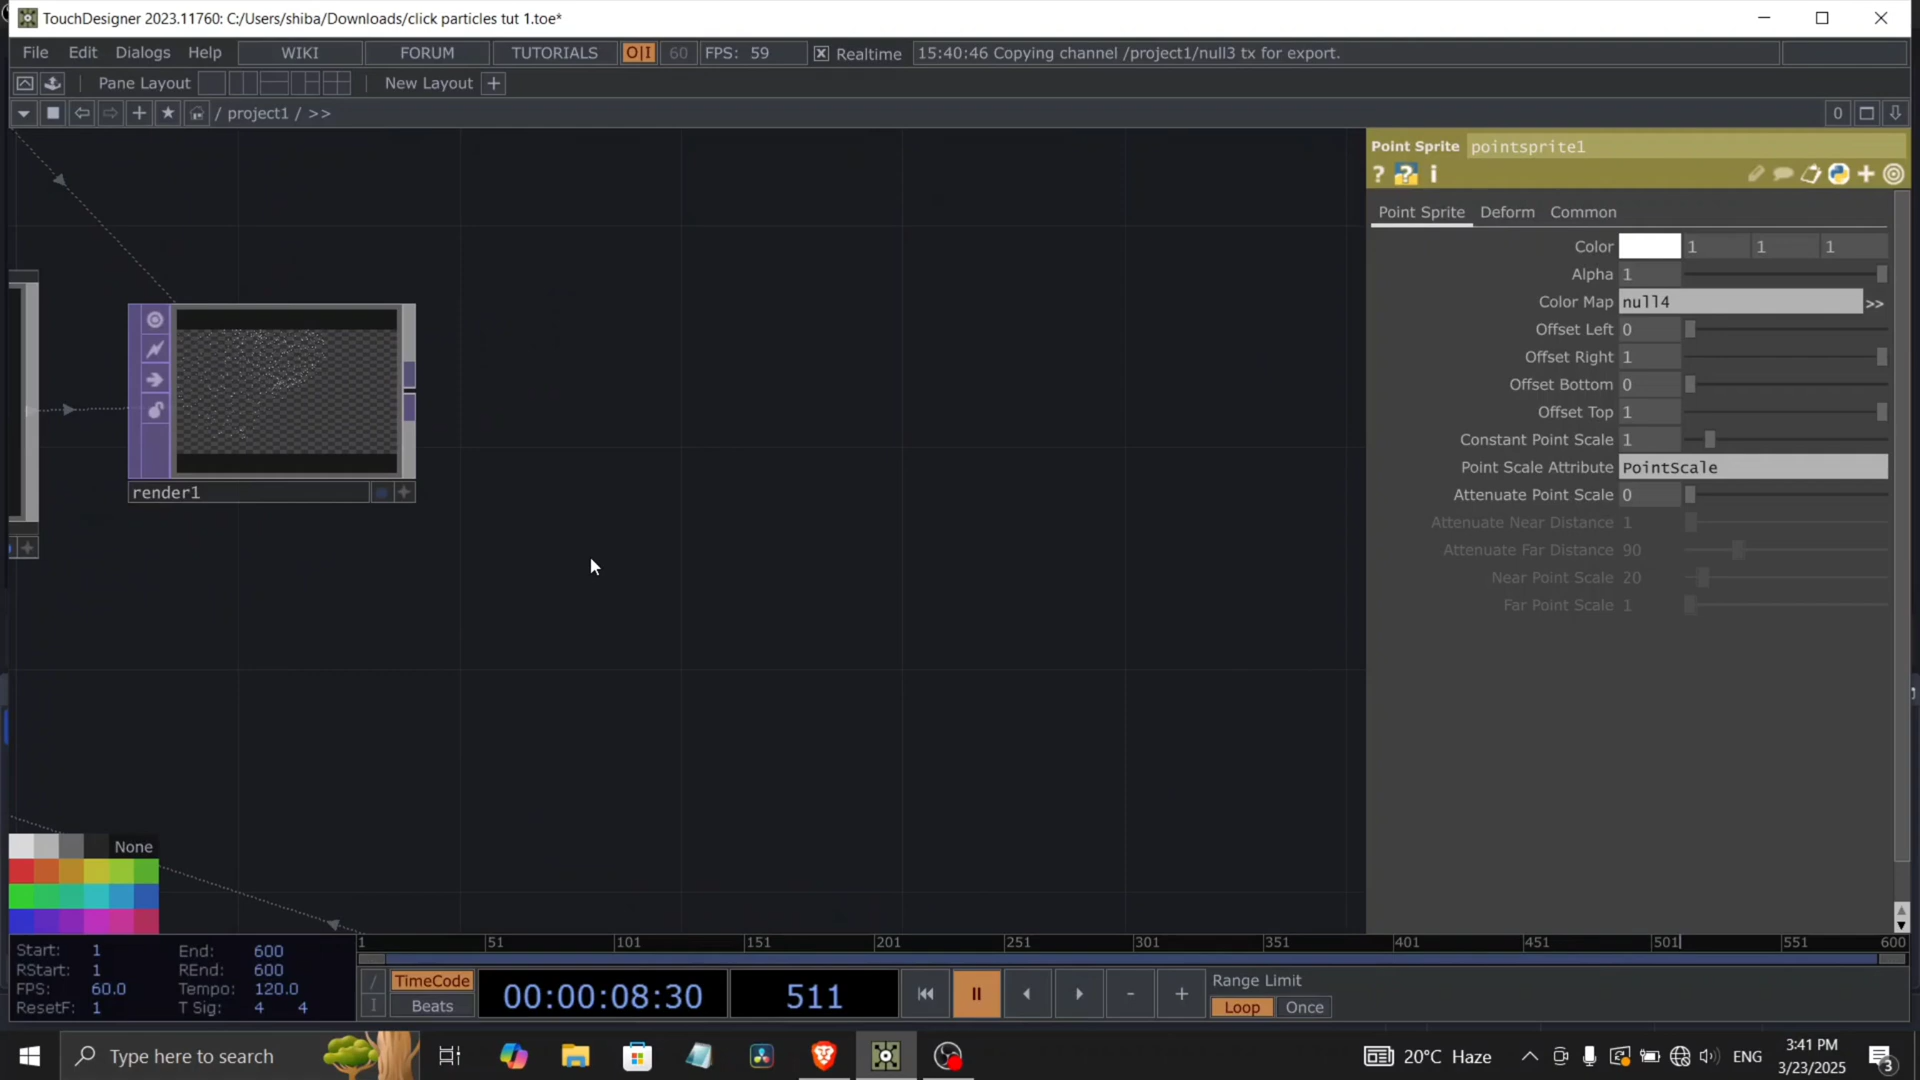 TouchDesigner 2023.11760: C:/Users/shiba/Downloads/click particles tut 1.toe*
File Edit Dialogs Help WIKI FORUM TUTORIALS O|I 60 FPS: 59 Realtime 15:40:46 Copying channel /project1/null3 tx for export.
Pane Layout New Layout +
/ project1 / >> 0
Point Sprite pointsprite1
? ? i
Point Sprite Deform Common
Color 1 1 1
Alpha 1
Color Map null4 >>
Offset Left 0
Offset Right 1
Offset Bottom 0
Offset Top 1
Constant Point Scale 1
Point Scale Attribute PointScale
Attenuate Point Scale 0
Attenuate Near Distance 1
Attenuate Far Distance 90
Near Point Scale 20
Far Point Scale 1
render1
None
1 51 101 151 201 251 301 351 401 451 501 551 600
Start: 1 End: 600
RStart: 1 REnd: 600
FPS: 60.0 Tempo: 120.0
ResetF: 1 T Sig: 4 4
/ TimeCode
I Beats
00:00:08:30 511
- +
Range Limit
Loop Once
Type here to search
20°C Haze
ENG
3:41 PM
3/23/2025
3